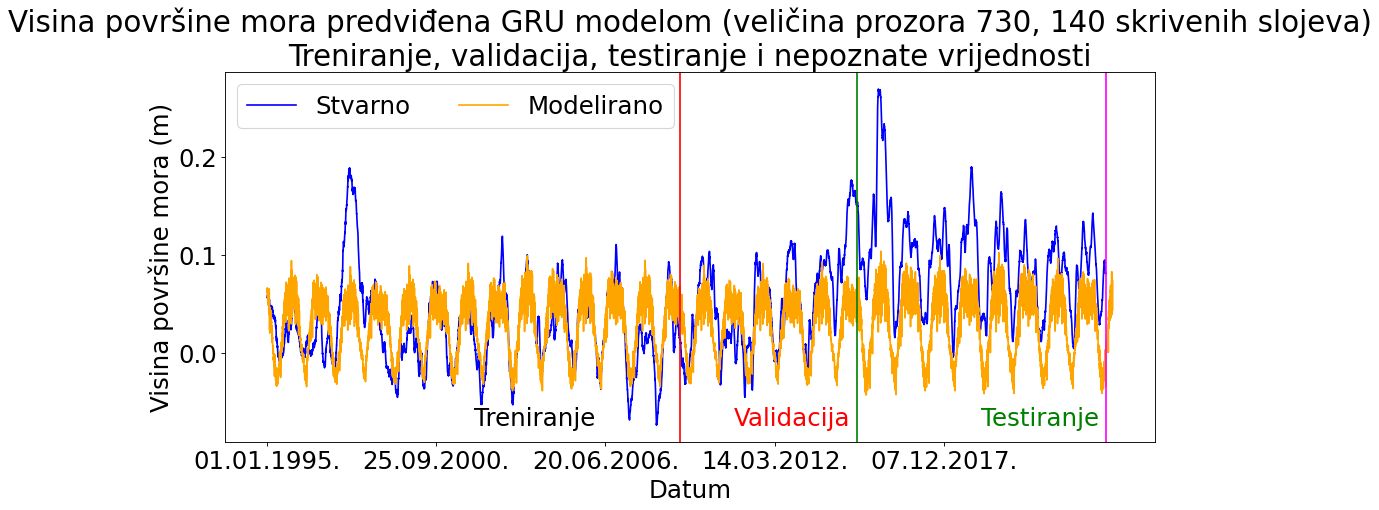 Visina površine mora predviđena GRU modelom (veličina prozora 730, 140 skrivenih slojeva)
Treniranje, validacija, testiranje i nepoznate vrijednosti
Stvarno Modelirano
Visina površine mora (m)
0.2
0.1
0.0
Treniranje Validacija Testiranje
01.01.1995. 25.09.2000. 20.06.2006. 14.03.2012. 07.12.2017.
Datum